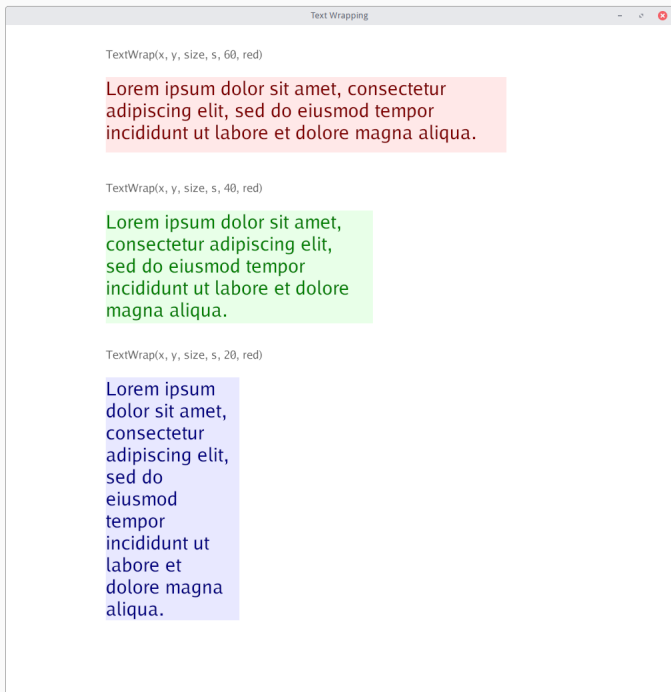 Text Wrapping
TextWrap(x, y, size, s, 60, red)
Lorem ipsum dolor sit amet, consectetur
adipiscing elit, sed do eiusmod tempor
incididunt ut labore et dolore magna aliqua.
TextWrap(x, y, size, s, 40, red)
Lorem ipsum dolor sit amet,
consectetur adipiscing elit,
sed do eiusmod tempor
incididunt ut labore et dolore
magna aliqua.
TextWrap(x, y, size, s, 20, red)
Lorem ipsum
dolor sit amet,
consectetur
adipiscing elit,
sed do
eiusmod
tempor
incididunt ut
labore et
dolore magna
aliqua.